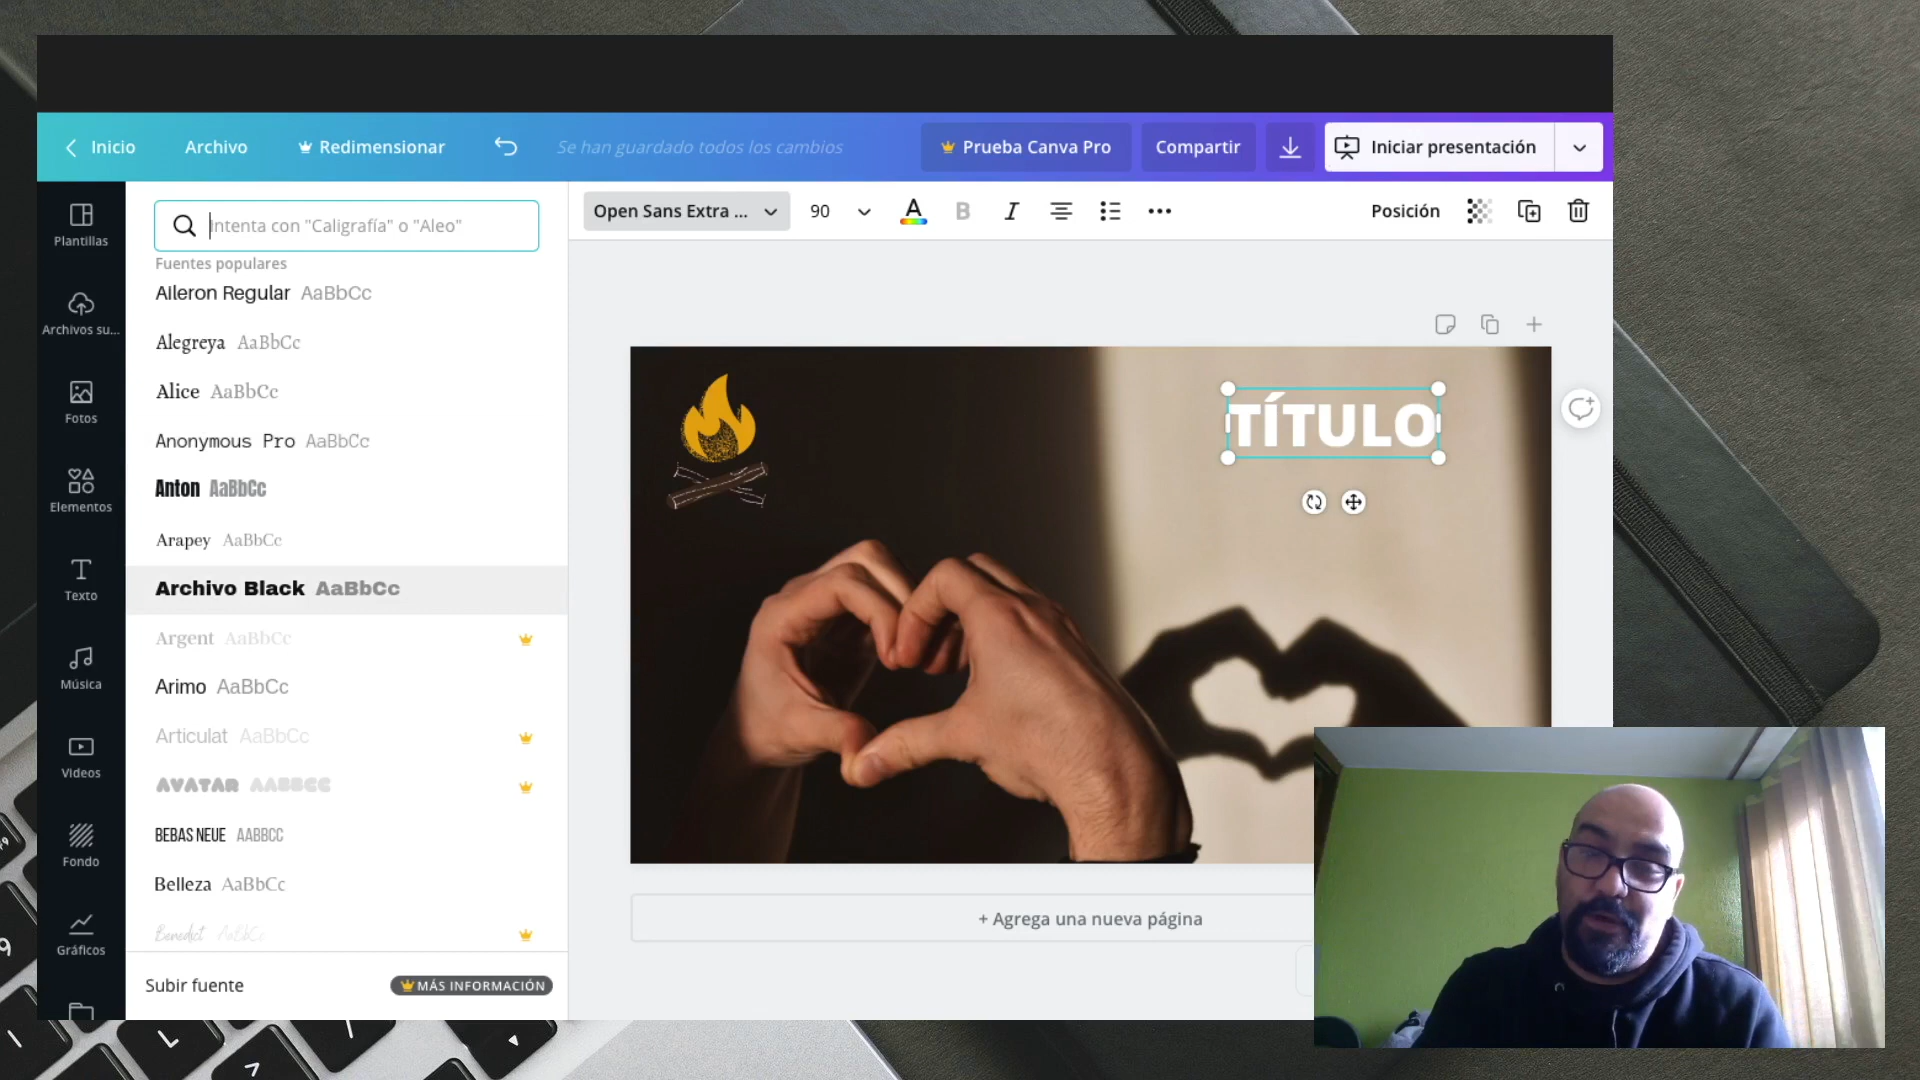 Inicio
Archivo
Redimensionar
Se han guardado todos los cambios
Prueba Canva Pro
Compartir
Iniciar presentación
Plantillas
Archivos su...
Fotos
Elementos
Texto
Música
Videos
Fondo
Gráficos
Intenta con "Caligrafía" o "Aleo"
Fuentes populares
Aileron Regular AaBbCc
Alegreya AaBbCc
Alice AaBbCc
Anonymous Pro AaBbCc
Anton AaBbCc
Arapey AaBbCc
Archivo Black AaBbCc
Argent AaBbCc
Arimo AaBbCc
Articulat AaBbCc
AVATAR AABBCC
BEBAS NEUE AABBCC
Belleza AaBbCc
Benedict AaBbCc
Subir fuente
MÁS INFORMACIÓN
Open Sans Extra ...
90
A
B
I
Posición
TÍTULO
+ Agrega una nueva página